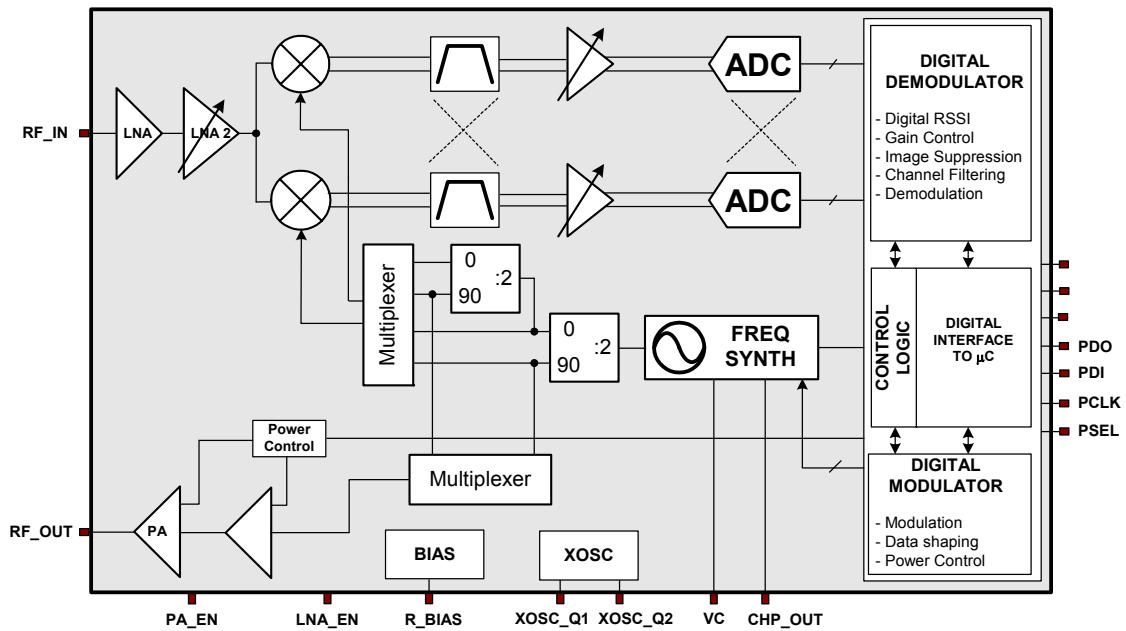 RF_IN
LNA
LNA 2
ADC
ADC
DIGITAL
DEMODULATOR
- Digital RSSI
- Gain Control
- Image Suppression
- Channel Filtering
- Demodulation
Multiplexer
0
:2
90
0
:2
90
FREQ
SYNTH
CONTROL
LOGIC
DIGITAL
INTERFACE
TO µC
PDO
PDI
PCLK
PSEL
Power
Control
Multiplexer
DIGITAL
MODULATOR
- Modulation
- Data shaping
- Power Control
RF_OUT
PA
BIAS
XOSC
PA_EN
LNA_EN
R_BIAS
XOSC_Q1
XOSC_Q2
VC
CHP_OUT